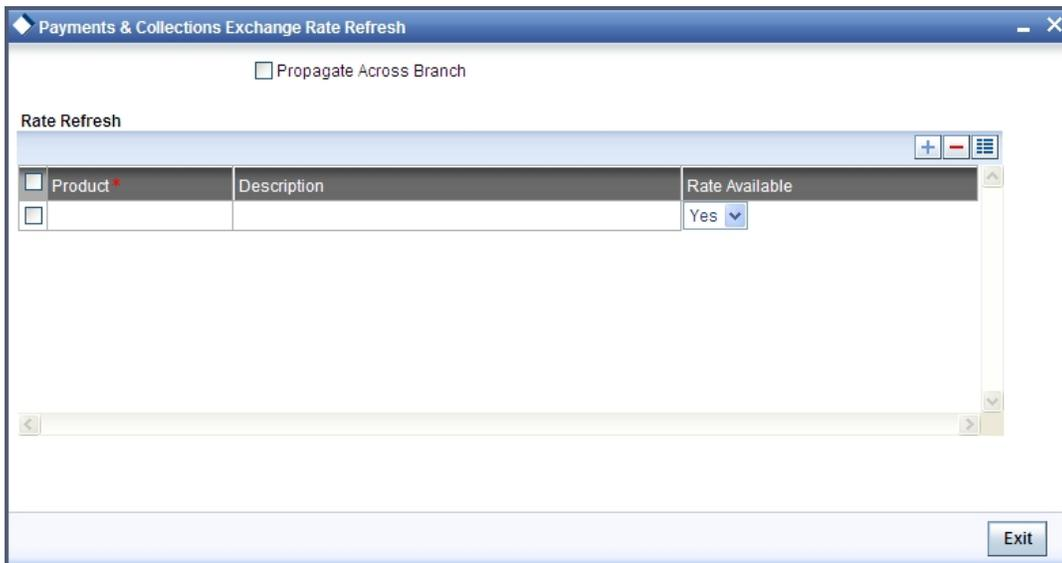 Payments & Collections Exchange Rate Refresh
Propagate Across Branch
Rate Refresh
Product* Description Rate Available
Yes
Exit